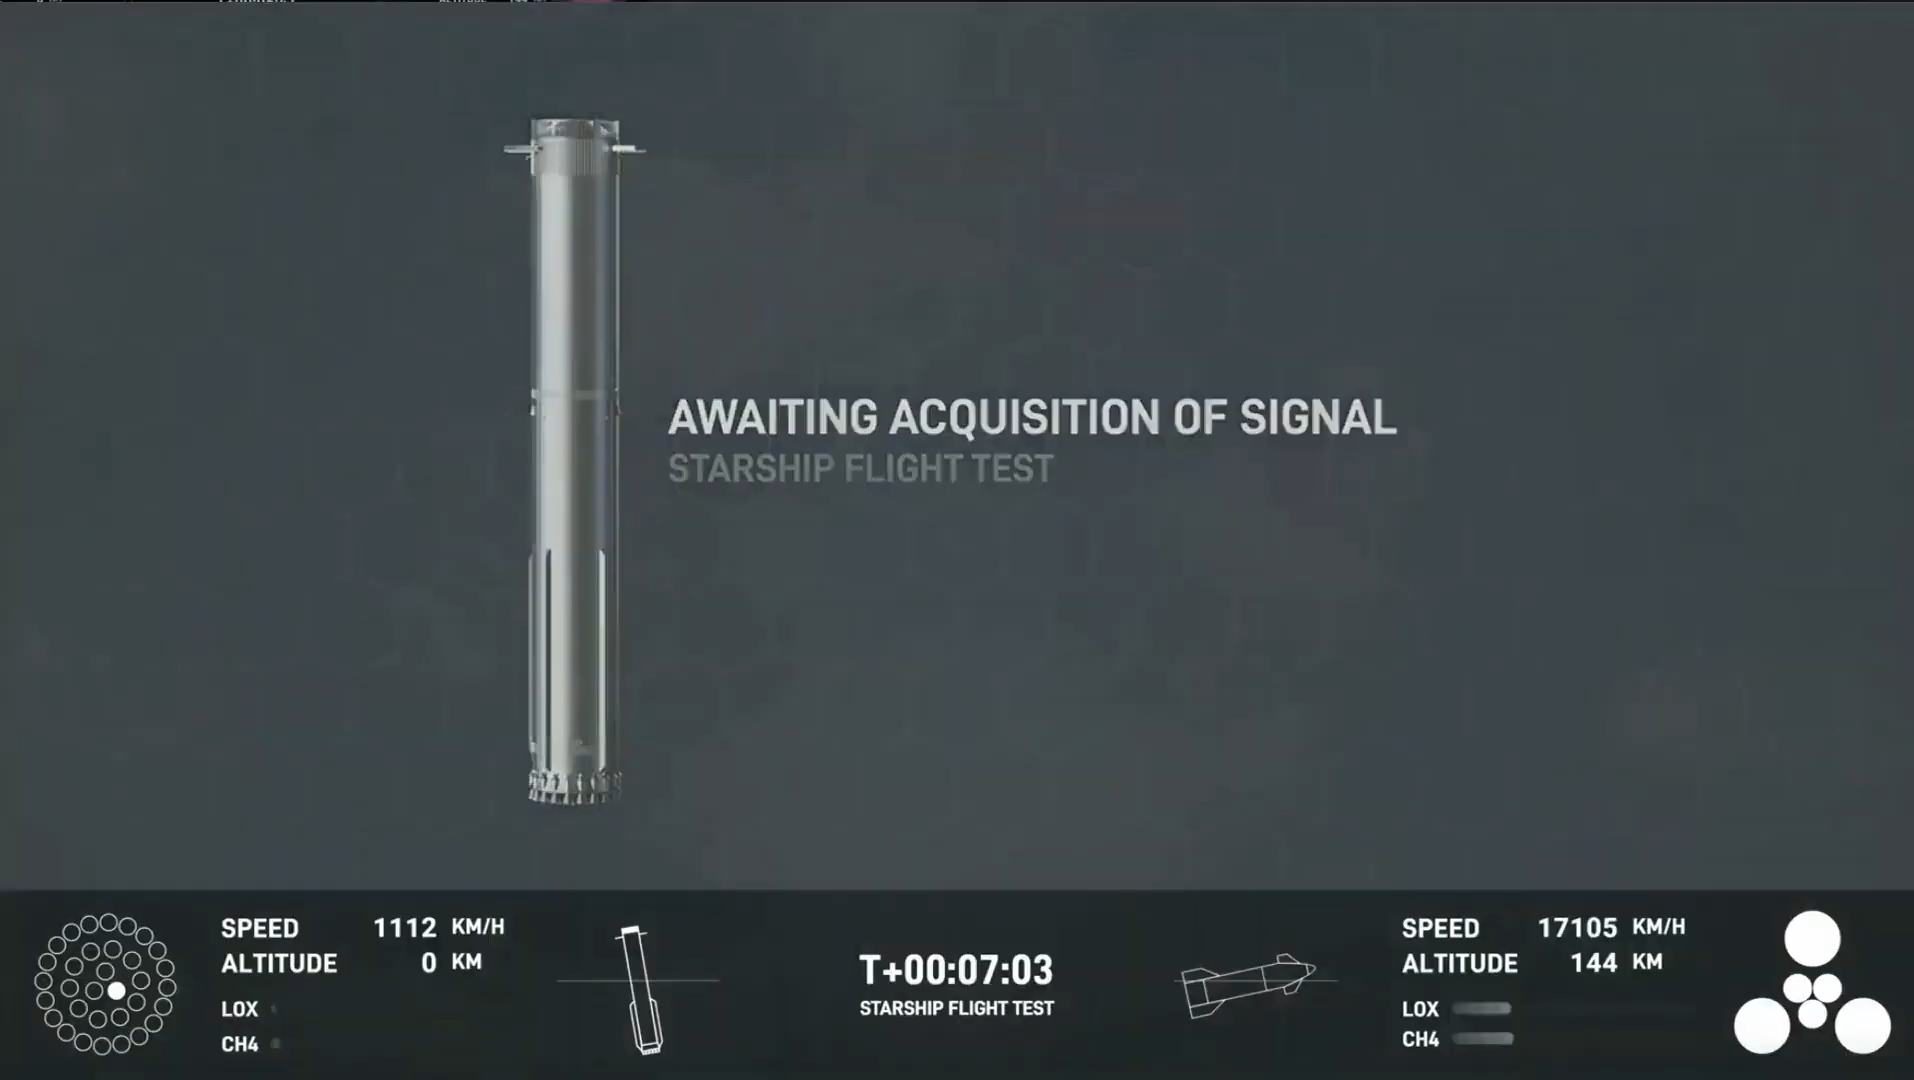 AWAITING ACQUISITION OF SIGNAL
STARSHIP FLIGHT TEST
SPEED 1112 KM/H
ALTITUDE 0 KM
LOX
CH4
T+00:07:03
STARSHIP FLIGHT TEST
SPEED 17105 KM/H
ALTITUDE 144 KM
LOX
CH4